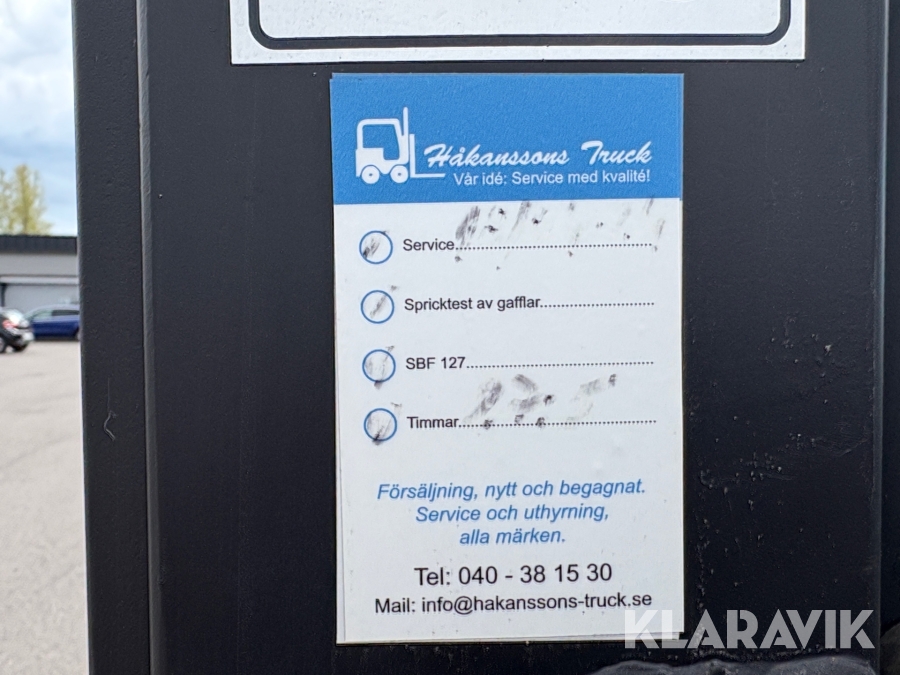 Håkanssons Truck
Vår idé: Service med kvalité!
Service
Spricktest av gafflar
SBF 127
Timmar
Försäljning, nytt och begagnat.
Service och uthyrning,
alla märken.
Tel: 040 - 38 15 30
Mail: info@hakanssons-truck.se
KLARAVIK